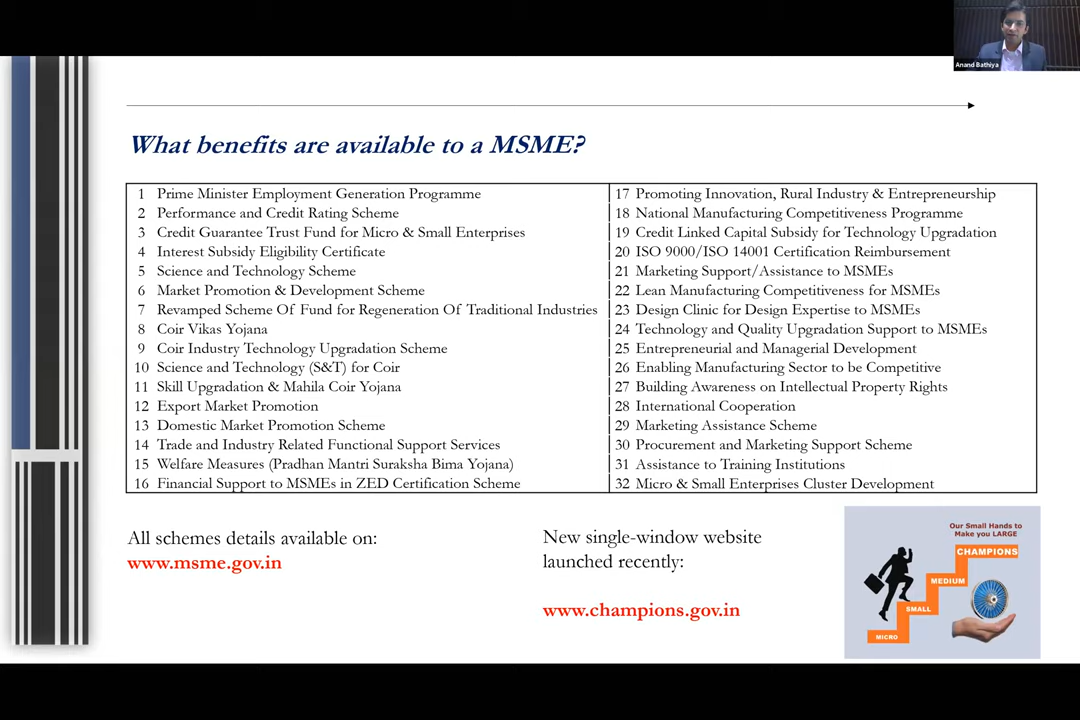 Anand Bathiya
What benefits are available to a MSME?
1 Prime Minister Employment Generation Programme
2 Performance and Credit Rating Scheme
3 Credit Guarantee Trust Fund for Micro & Small Enterprises
4 Interest Subsidy Eligibility Certificate
5 Science and Technology Scheme
6 Market Promotion & Development Scheme
7 Revamped Scheme Of Fund for Regeneration Of Traditional Industries
8 Coir Vikas Yojana
9 Coir Industry Technology Upgradation Scheme
10 Science and Technology (S&T) for Coir
11 Skill Upgradation & Mahila Coir Yojana
12 Export Market Promotion
13 Domestic Market Promotion Scheme
14 Trade and Industry Related Functional Support Services
15 Welfare Measures (Pradhan Mantri Suraksha Bima Yojana)
16 Financial Support to MSMEs in ZED Certification Scheme
17 Promoting Innovation, Rural Industry & Entrepreneurship
18 National Manufacturing Competitiveness Programme
19 Credit Linked Capital Subsidy for Technology Upgradation
20 ISO 9000/ISO 14001 Certification Reimbursement
21 Marketing Support/Assistance to MSMEs
22 Lean Manufacturing Competitiveness for MSMEs
23 Design Clinic for Design Expertise to MSMEs
24 Technology and Quality Upgradation Support to MSMEs
25 Entrepreneurial and Managerial Development
26 Enabling Manufacturing Sector to be Competitive
27 Building Awareness on Intellectual Property Rights
28 International Cooperation
29 Marketing Assistance Scheme
30 Procurement and Marketing Support Scheme
31 Assistance to Training Institutions
32 Micro & Small Enterprises Cluster Development
All schemes details available on:
www.msme.gov.in
New single-window website
launched recently:
www.champions.gov.in
Our Small Hands to
Make you LARGE
CHAMPIONS
MEDIUM
SMALL
MICRO